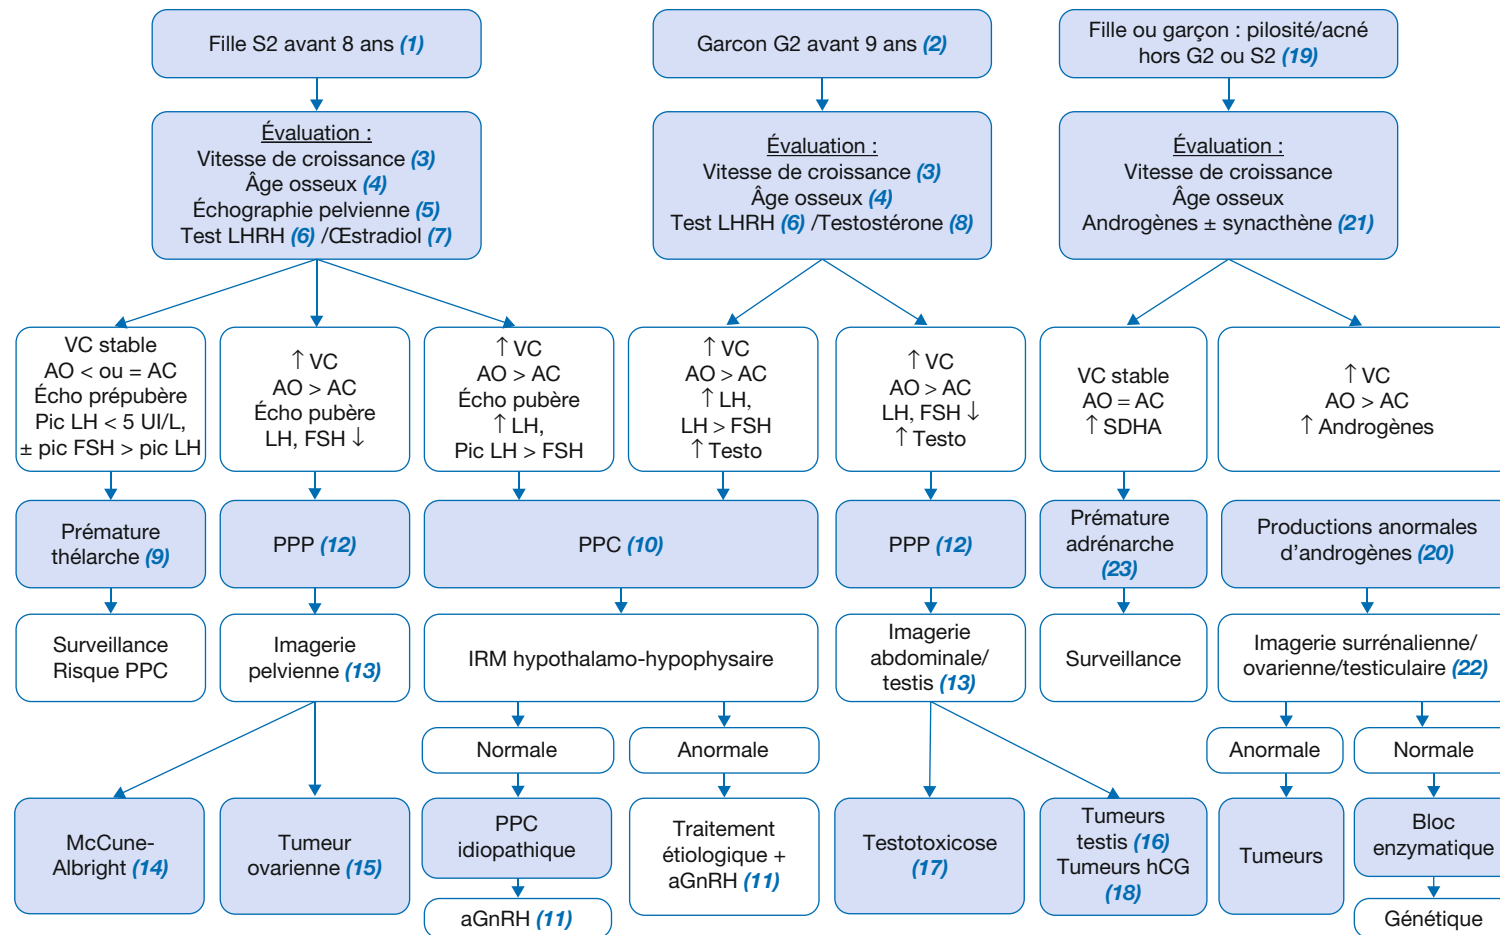 Fille S2 avant 8 ans (1)
Garcon G2 avant 9 ans (2)
Fille ou garçon : pilosité/acné
hors G2 ou S2 (19)
Évaluation :
Vitesse de croissance (3)
Âge osseux (4)
Échographie pelvienne (5)
Test LHRH (6) /Œstradiol (7)
Évaluation :
Vitesse de croissance (3)
Âge osseux (4)
Test LHRH (6) /Testostérone (8)
Évaluation :
Vitesse de croissance
Âge osseux
Androgènes ± synacthène (21)
VC stable
AO < ou = AC
Écho prépubère
Pic LH < 5 UI/L,
± pic FSH > pic LH
↑ VC
AO > AC
Écho pubère
LH, FSH ↓
↑ VC
AO > AC
Écho pubère
↑ LH,
Pic LH > FSH
↑ VC
AO > AC
↑ LH,
LH > FSH
↑ Testo
↑ VC
AO > AC
LH, FSH ↓
↑ Testo
VC stable
AO = AC
↑ SDHA
↑ VC
AO > AC
↑ Androgènes
Prémature
thélarche (9)
PPP (12)
PPC (10)
PPP (12)
Prémature
adrénarche
(23)
Productions anormales
d'androgènes (20)
Surveillance
Risque PPC
Imagerie
pelvienne (13)
IRM hypothalamo-hypophysaire
Imagerie
abdominale/
testis (13)
Surveillance
Imagerie surrénalienne/
ovarienne/testiculaire (22)
Normale
Anormale
Anormale
Normale
McCune-
Albright (14)
Tumeur
ovarienne (15)
PPC
idiopathique
Traitement
étiologique +
aGnRH (11)
Testotoxicose
(17)
Tumeurs
testis (16)
Tumeurs hCG
(18)
Tumeurs
Bloc
enzymatique
aGnRH (11)
Génétique